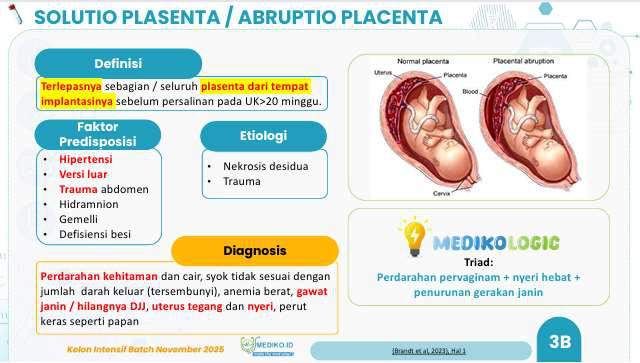 SOLUTIO PLASENTA / ABRUPTIO PLACENTA
Definisi
Terlepasnya sebagian / seluruh plasenta dari tempat
implantasinya sebelum persalinan pada UK>20 minggu.
Faktor
Predisposisi
• Hipertensi
• Versi luar
• Trauma abdomen
• Hidramnion
• Gemelli
• Defisiensi besi
Etiologi
• Nekrosis desidua
• Trauma
Diagnosis
Perdarahan kehitaman dan cair, syok tidak sesuai dengan
jumlah darah keluar (tersembunyi), anemia berat, gawat
janin / hilangnya DJJ, uterus tegang dan nyeri, perut
keras seperti papan
Normal placenta
Uterus
Placenta
Cervix
Placental abruption
Placenta
Blood
MEDIKOLOGIC
Triad:
Perdarahan pervaginam + nyeri hebat +
penurunan gerakan janin
Kelon Intensif Batch November 2025
MEDIKO.ID
(Brandt et al, 2023), Hal 1
3B